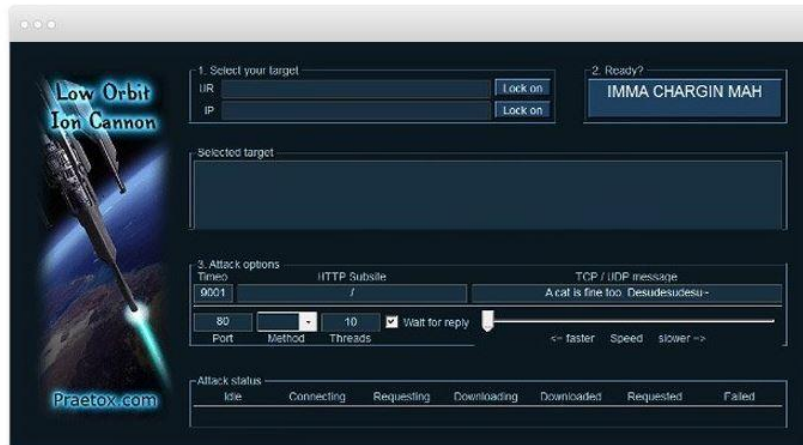 Low Orbit
Ion Cannon
Praetox.com
1. Select your target
UR
Lock on
IP
Lock on
2. Ready?
IMMA CHARGIN MAH
Selected target
3. Attack options
Timeo HTTP Subsite TCP / UDP message
9001 / A cat is fine too. Desudesudesu~
80 10 Wait for reply
Port Method Threads <= faster Speed slower =>
Attack status
Idle Connecting Requesting Downloading Downloaded Requested Failed